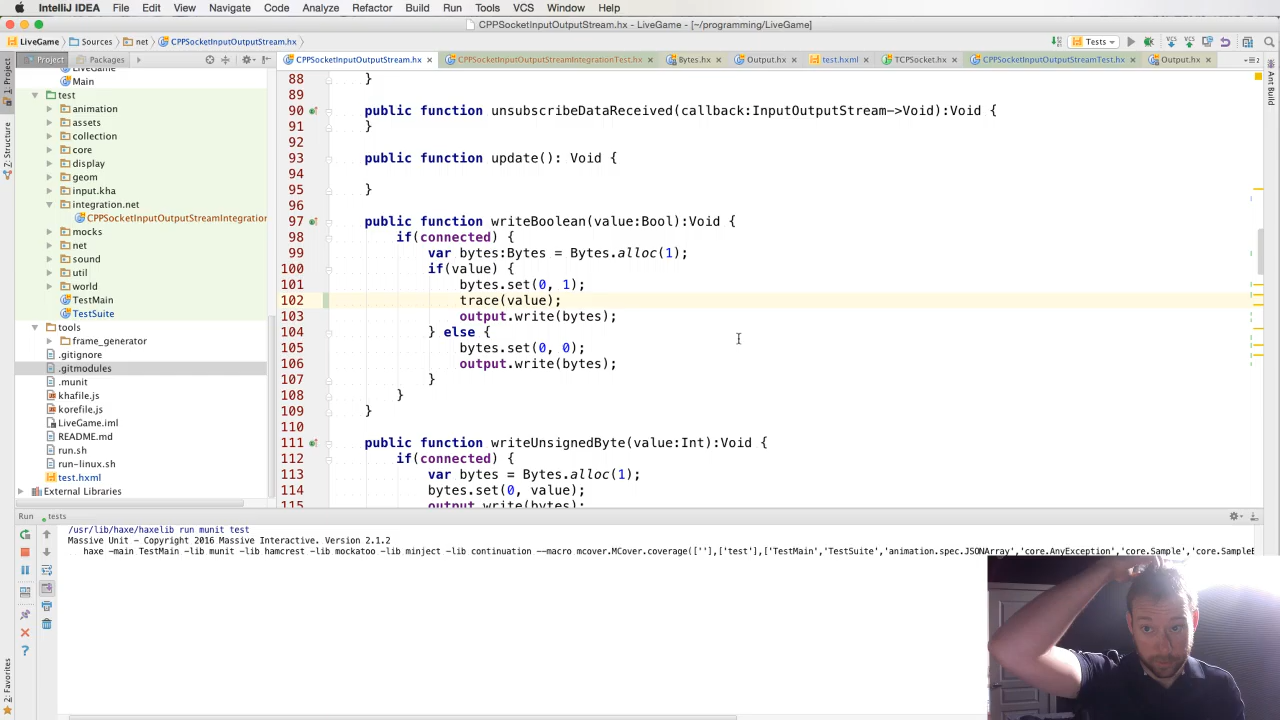 IntelliJ IDEA File Edit View Navigate Code Analyze Refactor Build Run Tools VCS Window Help
CPPSocketInputOutputStream.hx - LiveGame - [~/programming/LiveGame]
LiveGame Sources net CPPSocketInputOutputStream.hx Tests
Project Packages CPPSocketInputOutputStream.hx CPPSocketInputOutputStreamIntegrationTest.hx Bytes.hx Output.hx test.hxml TCPSocket.hx CPPSocketInputOutputStreamTest.hx Output.hx
1: Project
7: Structure
2: Favorites
Ant Build
LiveGame
Main
test
animation
assets
collection
core
display
geom
input.kha
integration.net
CPPSocketInputOutputStreamIntegration
mocks
net
sound
util
world
TestMain
TestSuite
tools
frame_generator
.gitignore
.gitmodules
.munit
khafile.js
korefile.js
LiveGame.iml
README.md
run.sh
run-linux.sh
test.hxml
External Libraries
88 }
89
90 public function unsubscribeDataReceived(callback:InputOutputStream->Void):Void {
91 }
92
93 public function update(): Void {
94
95 }
96
97 public function writeBoolean(value:Bool):Void {
98 if(connected) {
99 var bytes:Bytes = Bytes.alloc(1);
100 if(value) {
101 bytes.set(0, 1);
102 trace(value);
103 output.write(bytes);
104 } else {
105 bytes.set(0, 0);
106 output.write(bytes);
107 }
108 }
109 }
110
111 public function writeUnsignedByte(value:Int):Void {
112 if(connected) {
113 var bytes = Bytes.alloc(1);
114 bytes.set(0, value);
115 output.write(bytes);
Run tests
/usr/lib/haxe/haxelib run munit test
Massive Unit - Copyright 2016 Massive Interactive. Version 2.1.2
haxe -main TestMain -lib munit -lib hamcrest -lib mockatoo -lib minject -lib continuation --macro mcover.MCover.coverage([''],['test'],['TestMain','TestSuite','animation.spec.JSONArray','core.AnyException','core.Sample','core.SampleE